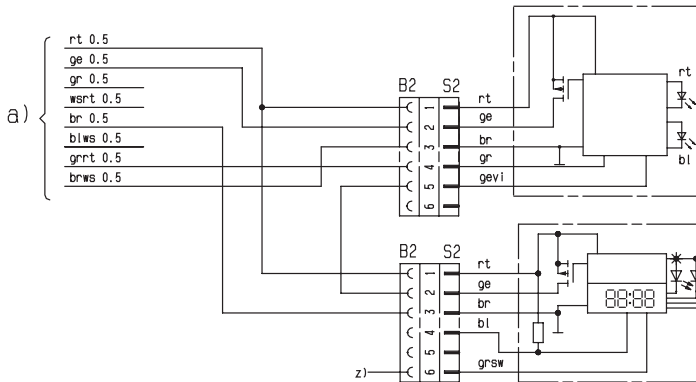 a)
rt 0.5
ge 0.5
gr 0.5
wsrt 0.5
br 0.5
blws 0.5
grrt 0.5
brws 0.5
B2 S2
1 rt
2 ge
3 br
4 gr
5 gevi
6
rt
bl
B2 S2
1 rt
2 ge
3 br
4 bl
5
z) 6 grsw
88:88